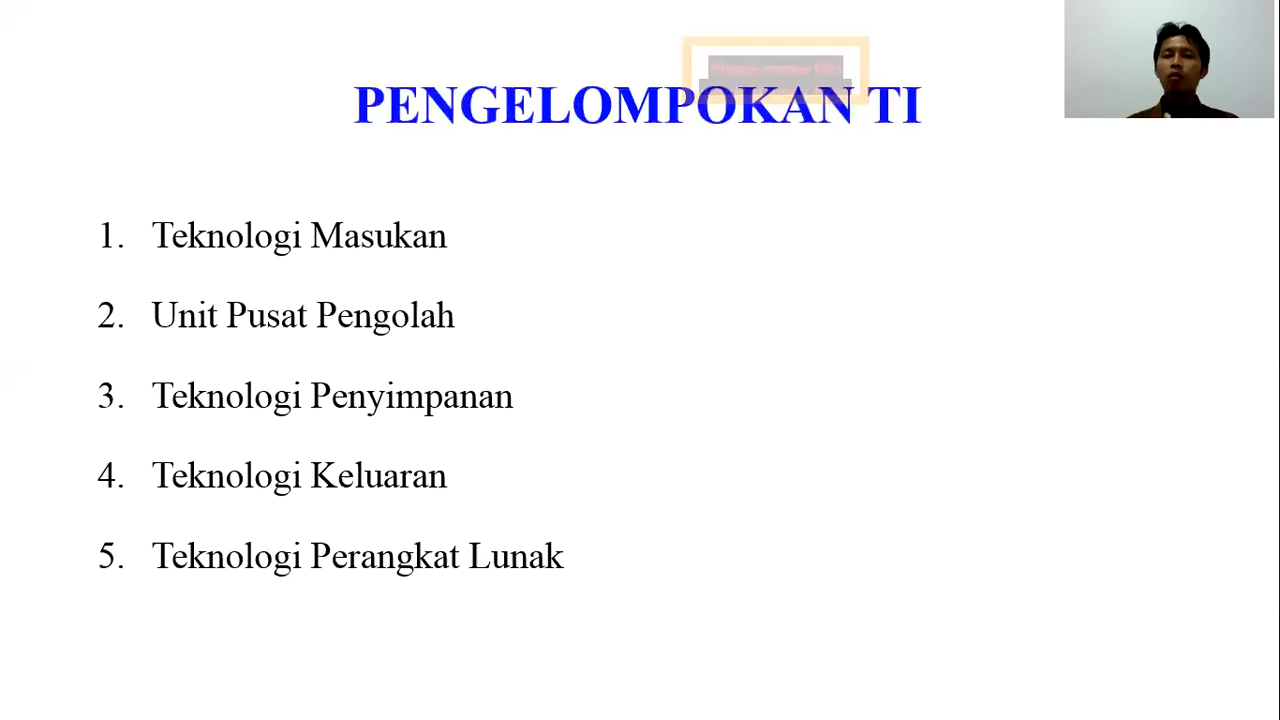 PENGELOMPOKAN TI
1. Teknologi Masukan
2. Unit Pusat Pengolah
3. Teknologi Penyimpanan
4. Teknologi Keluaran
5. Teknologi Perangkat Lunak